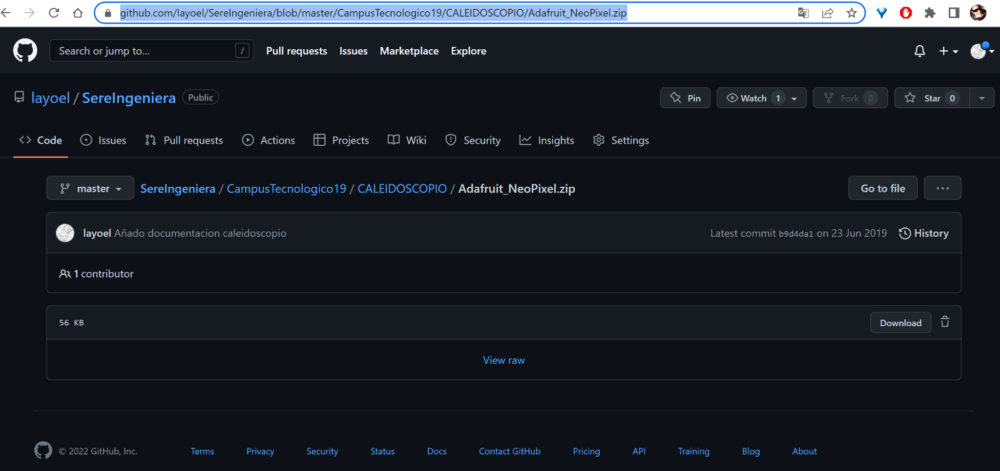 github.com/layoel/SereIngeniera/blob/master/CampusTecnologico19/CALEIDOSCOPIO/Adafruit_NeoPixel.zip
Search or jump to... / Pull requests Issues Marketplace Explore
layoel / SereIngeniera Public Pin Watch 1 Fork 0 Star 0
Code Issues Pull requests Actions Projects Wiki Security Insights Settings
master SereIngeniera / CampusTecnologico19 / CALEIDOSCOPIO / Adafruit_NeoPixel.zip Go to file ...
layoel Añado documentacion caleidoscopio Latest commit b9d4da1 on 23 Jun 2019 History
1 contributor
56 KB Download
View raw
© 2022 GitHub, Inc. Terms Privacy Security Status Docs Contact GitHub Pricing API Training Blog About